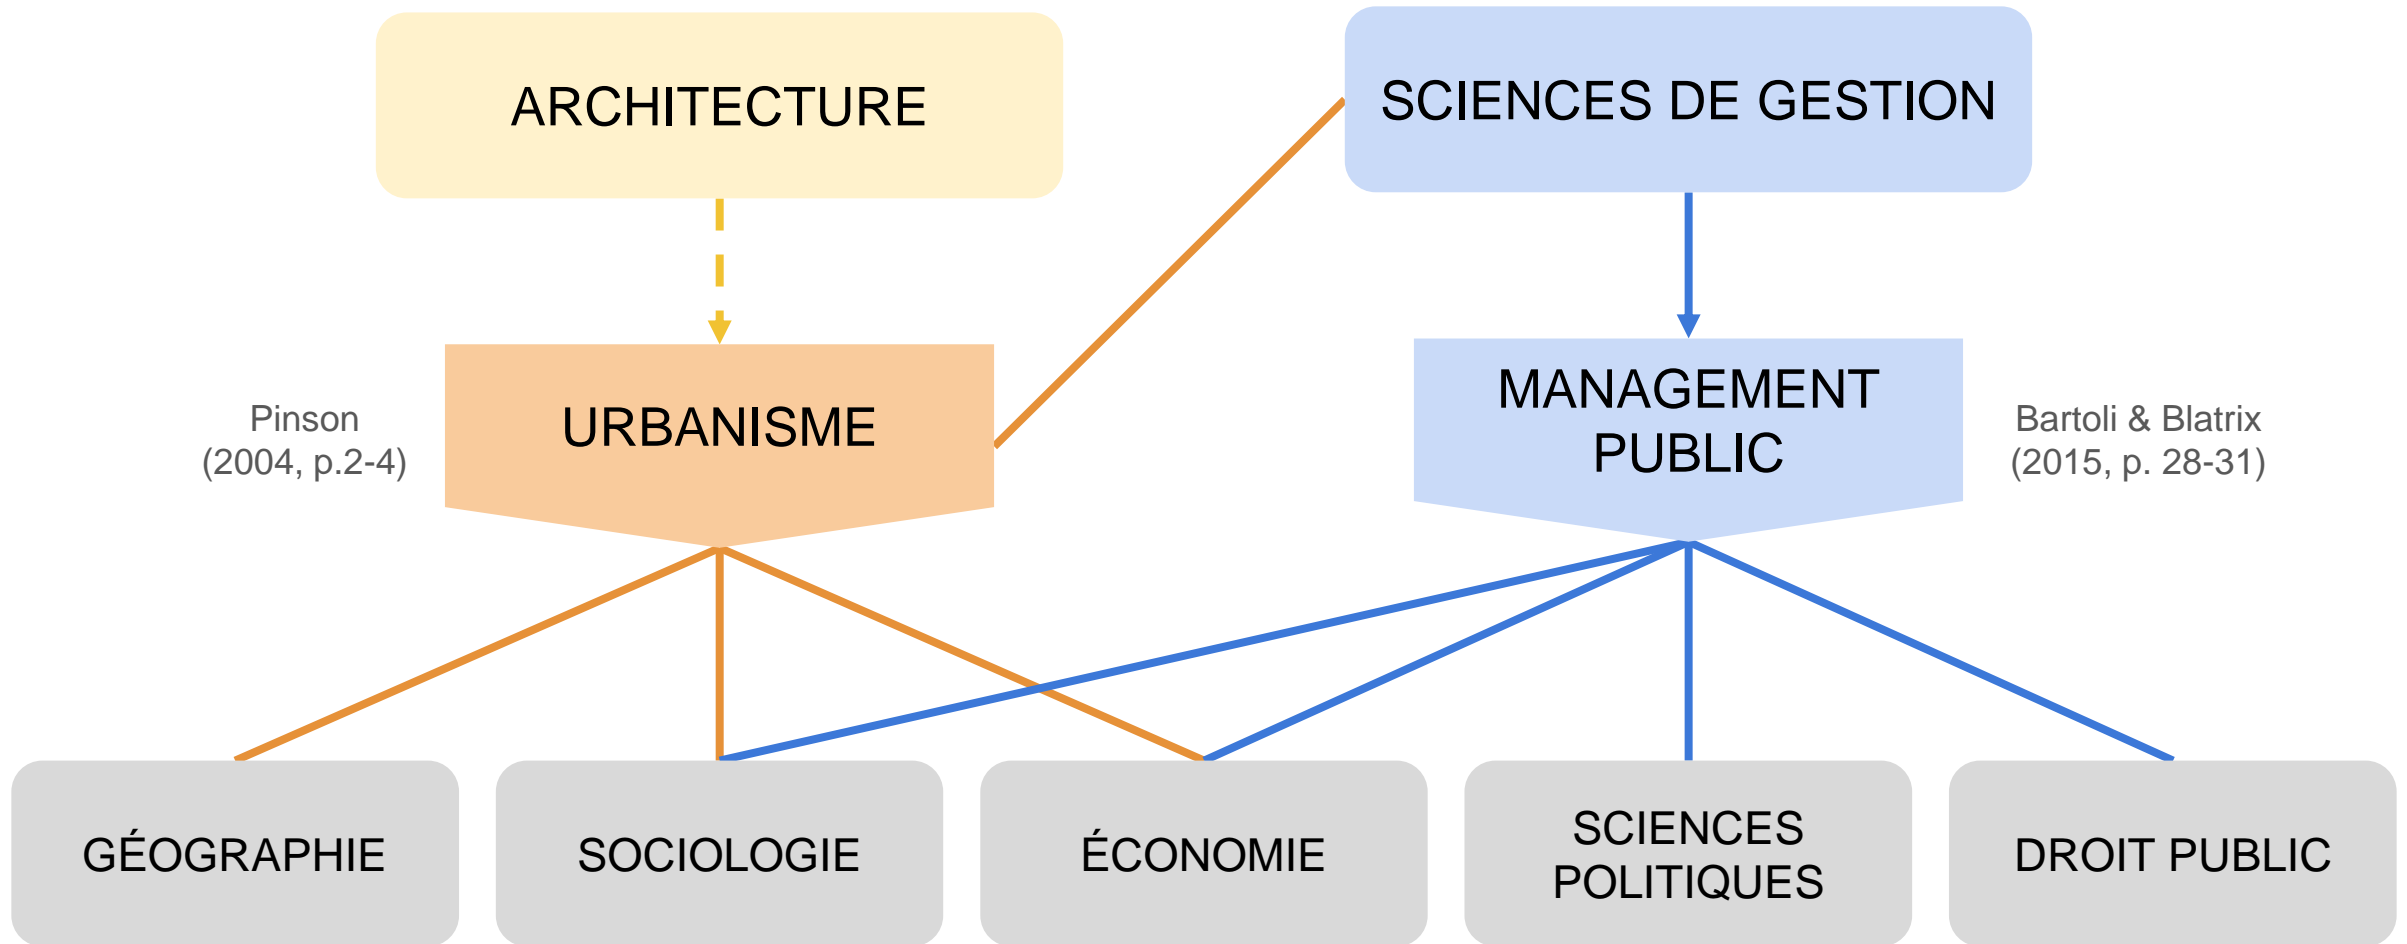 ARCHITECTURE
SCIENCES DE GESTION
URBANISME
MANAGEMENT
PUBLIC
Pinson
(2004, p.2-4)
Bartoli & Blatrix
(2015, p. 28-31)
GÉOGRAPHIE
SOCIOLOGIE
ÉCONOMIE
SCIENCES
POLITIQUES
DROIT PUBLIC